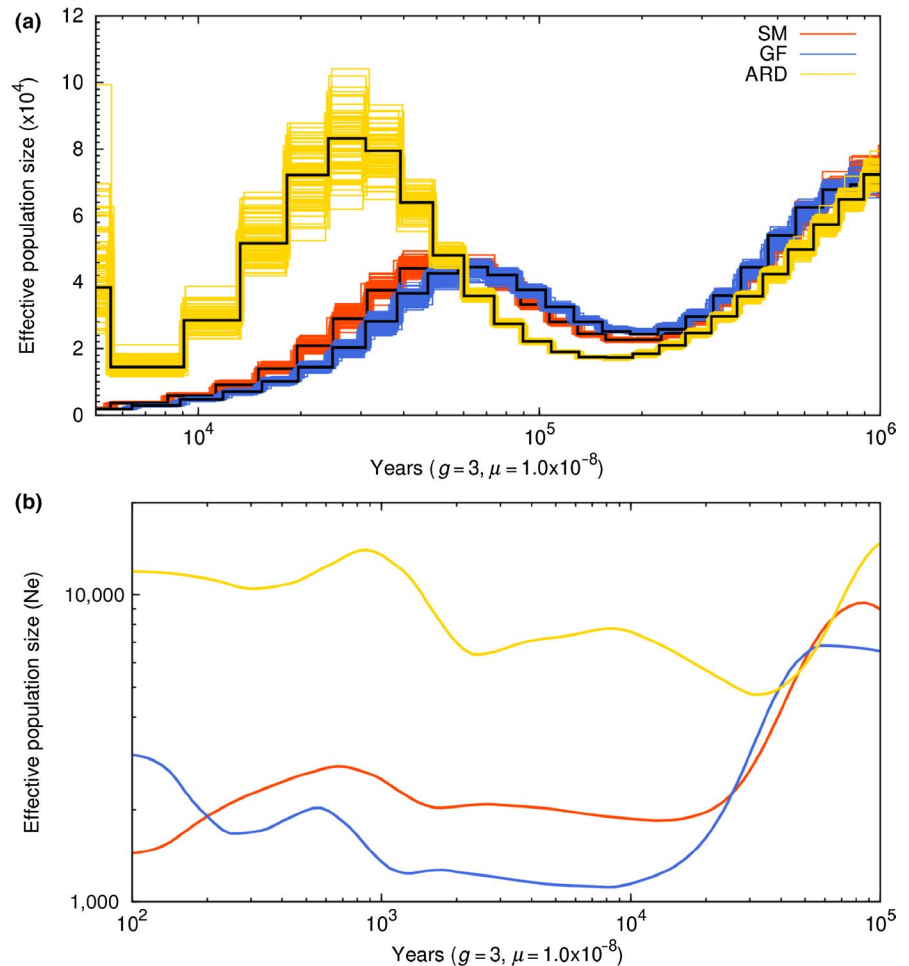 (a)
SM
GF
ARD
12
10
8
6
4
2
0
Effective population size (x10⁴)
10⁴
10⁵
10⁶
Years (g = 3, μ = 1.0x10⁻⁸)
(b)
10,000
1,000
Effective population size (Ne)
10²
10³
10⁴
10⁵
Years (g = 3, μ = 1.0x10⁻⁸)